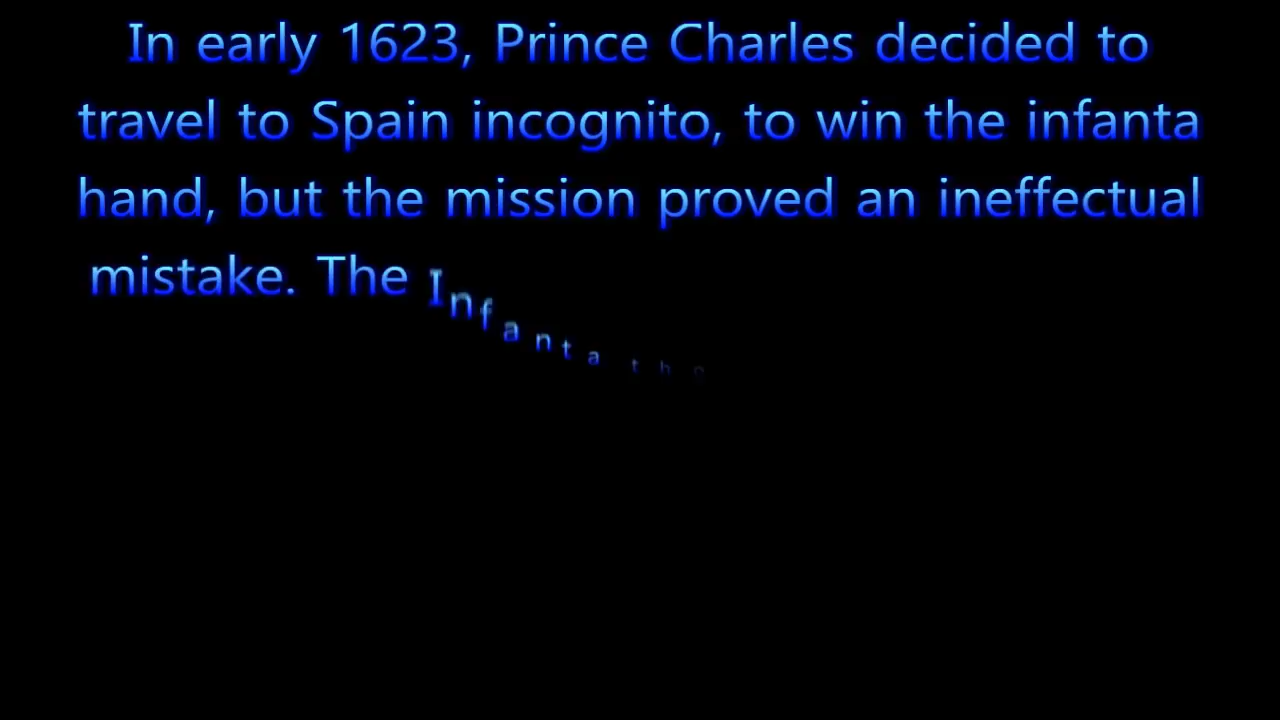 In early 1623, Prince Charles decided to
travel to Spain incognito, to win the infanta
hand, but the mission proved an ineffectual
mistake. The Infanta tho